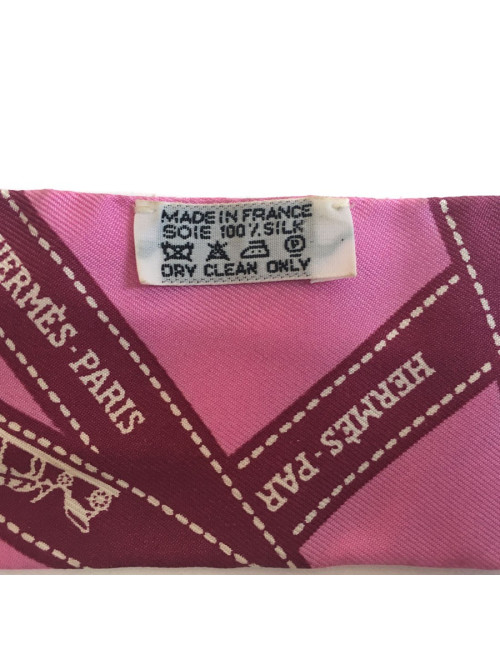 MADE IN FRANCE
SOIE 100% SILK
DRY CLEAN ONLY
HERMÈS-PARIS
HERMÈS-PAR